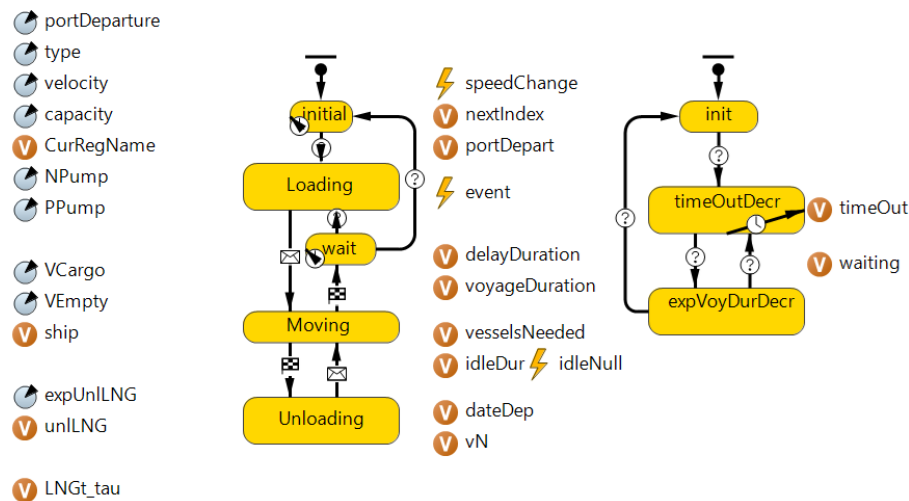 portDeparture
type
velocity
capacity
V CurRegName
NPump
PPump
VCargo
VEmpty
V ship
expUnlLNG
V unlLNG
V LNGt_tau
initial
?
Loading
?
?
wait
Moving
Unloading
speedChange
V nextIndex
V portDepart
event
V delayDuration
V voyageDuration
V vesselsNeeded
V idleDur idleNull
V dateDep
V vN
init
?
timeOutDecr
V timeOut
? ? ?
V waiting
expVoyDurDecr